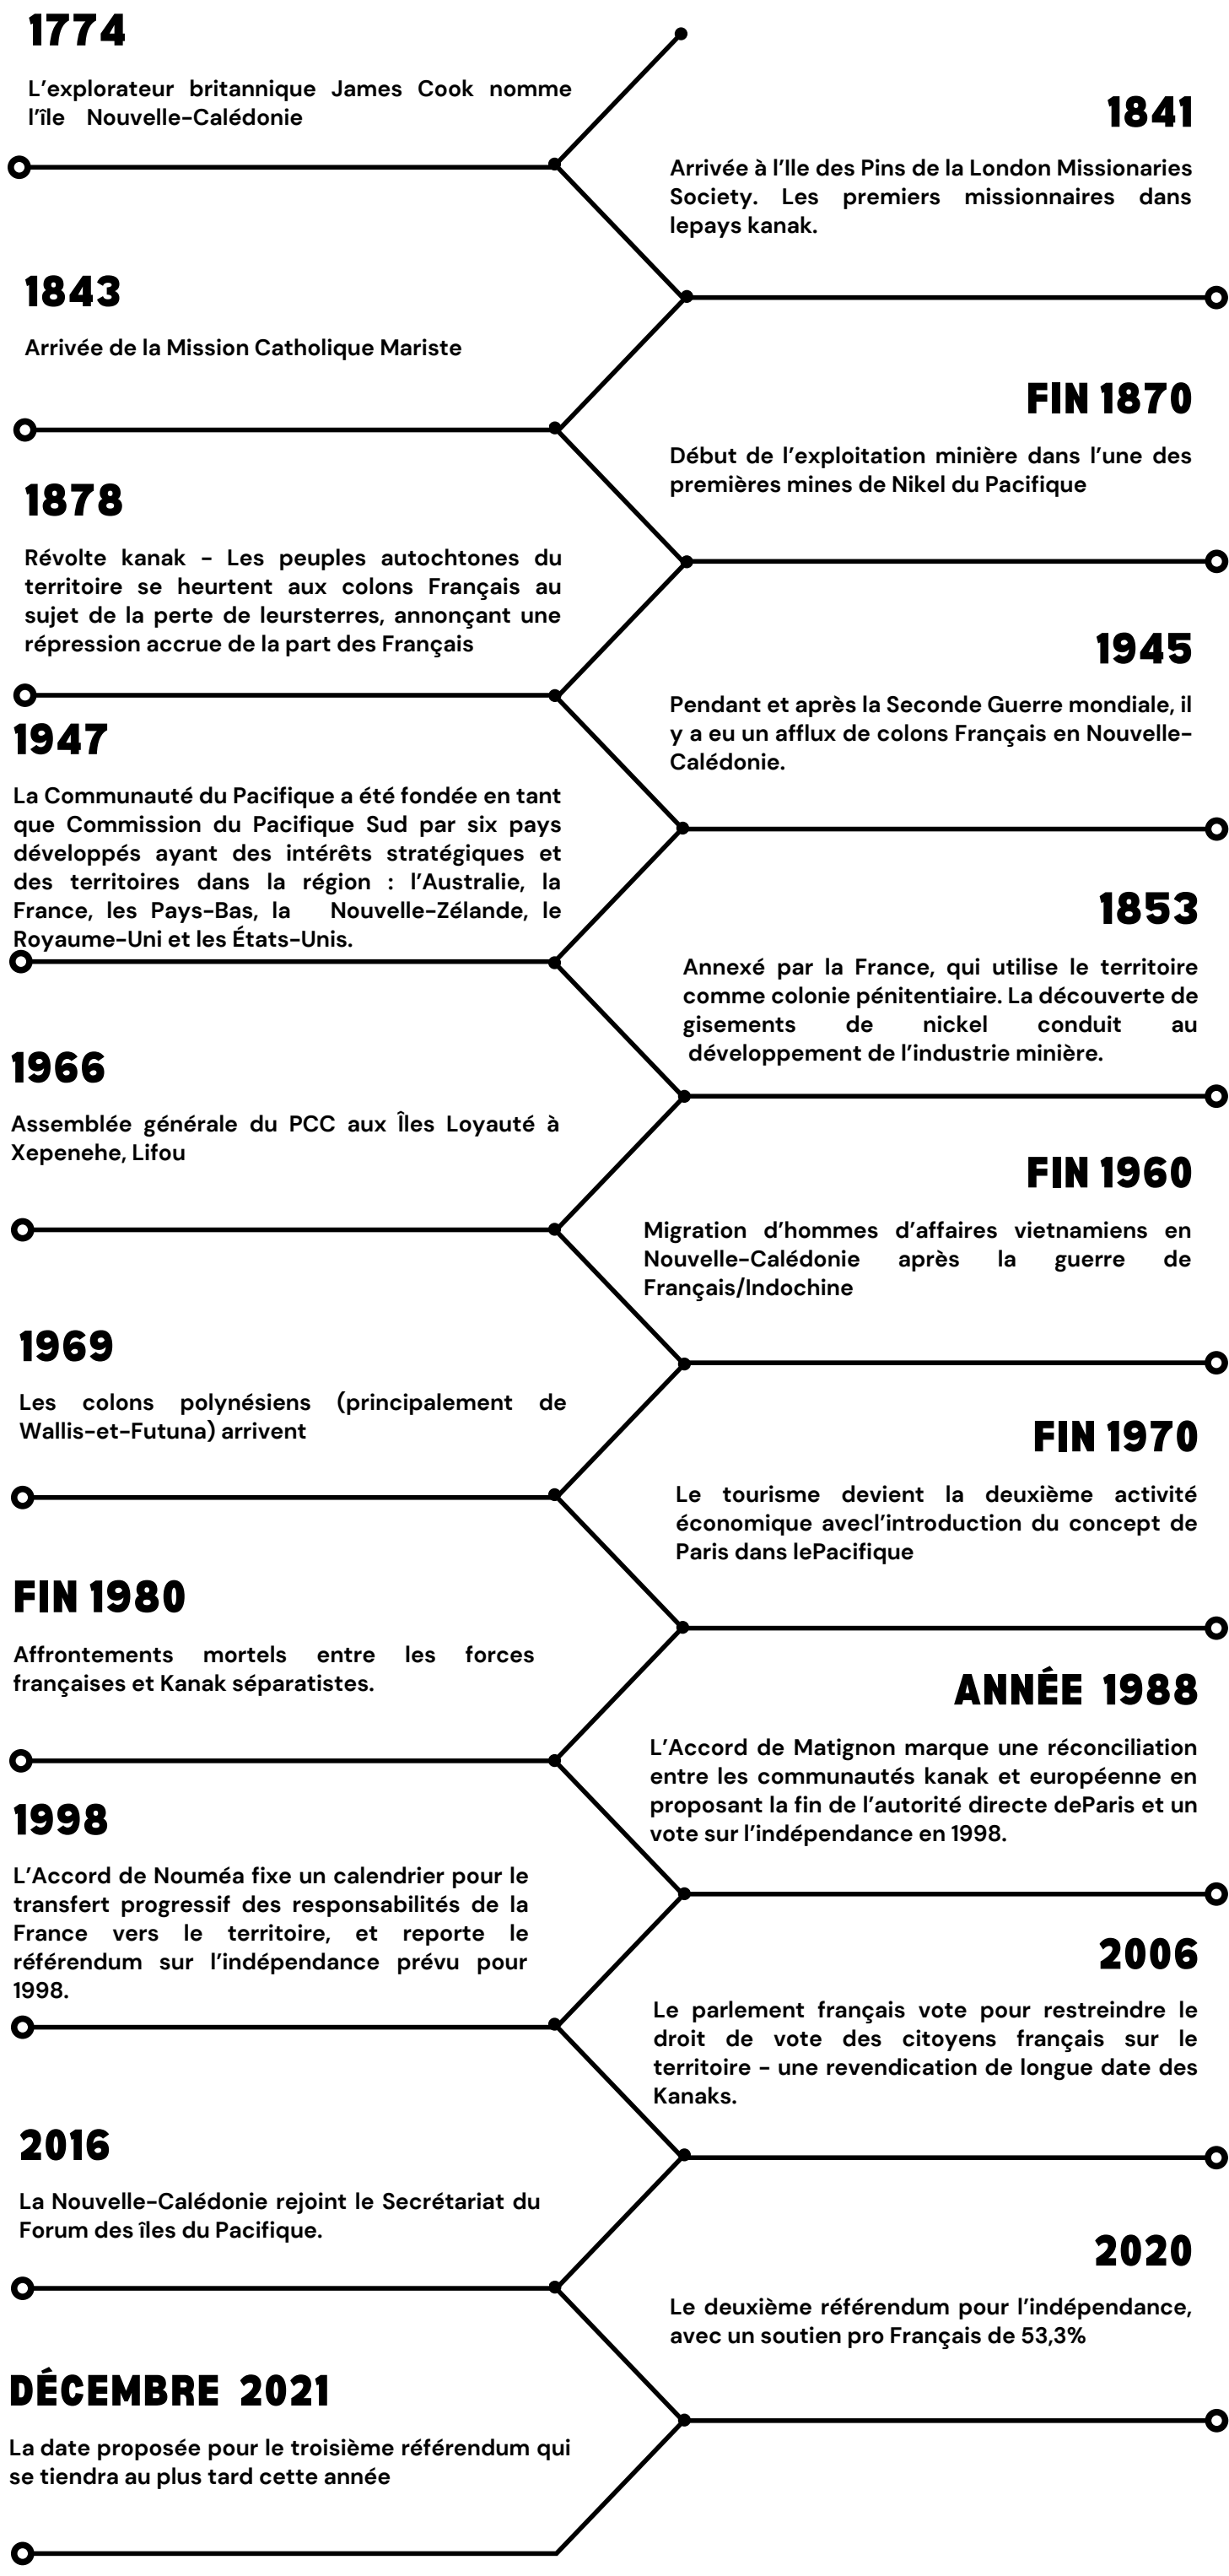 1774
L'explorateur britannique James Cook nomme
l'île Nouvelle-Calédonie
1841
Arrivée à l'Ile des Pins de la London Missionaries
Society. Les premiers missionnaires dans
lepays kanak.
1843
Arrivée de la Mission Catholique Mariste
FIN 1870
Début de l'exploitation minière dans l'une des
premières mines de Nikel du Pacifique
1878
Révolte kanak - Les peuples autochtones du
territoire se heurtent aux colons Français au
sujet de la perte de leursterres, annonçant une
répression accrue de la part des Français
1945
Pendant et après la Seconde Guerre mondiale, il
y a eu un afflux de colons Français en Nouvelle-
Calédonie.
1947
La Communauté du Pacifique a été fondée en tant
que Commission du Pacifique Sud par six pays
développés ayant des intérêts stratégiques et
des territoires dans la région : l'Australie, la
France, les Pays-Bas, la Nouvelle-Zélande, le
Royaume-Uni et les États-Unis.
1853
Annexé par la France, qui utilise le territoire
comme colonie pénitentiaire. La découverte de
gisements de nickel conduit au
développement de l'industrie minière.
1966
Assemblée générale du PCC aux Îles Loyauté à
Xepenehe, Lifou
FIN 1960
Migration d'hommes d'affaires vietnamiens en
Nouvelle-Calédonie après la guerre de
Français/Indochine
1969
Les colons polynésiens (principalement de
Wallis-et-Futuna) arrivent
FIN 1970
Le tourisme devient la deuxième activité
économique avecl'introduction du concept de
Paris dans lePacifique
FIN 1980
Affrontements mortels entre les forces
françaises et Kanak séparatistes.
ANNÉE 1988
L'Accord de Matignon marque une réconciliation
entre les communautés kanak et européenne en
proposant la fin de l'autorité directe deParis et un
vote sur l'indépendance en 1998.
1998
L'Accord de Nouméa fixe un calendrier pour le
transfert progressif des responsabilités de la
France vers le territoire, et reporte le
référendum sur l'indépendance prévu pour
1998.
2006
Le parlement français vote pour restreindre le
droit de vote des citoyens français sur le
territoire - une revendication de longue date des
Kanaks.
2016
La Nouvelle-Calédonie rejoint le Secrétariat du
Forum des îles du Pacifique.
2020
Le deuxième référendum pour l'indépendance,
avec un soutien pro Français de 53,3%
DÉCEMBRE 2021
La date proposée pour le troisième référendum qui
se tiendra au plus tard cette année